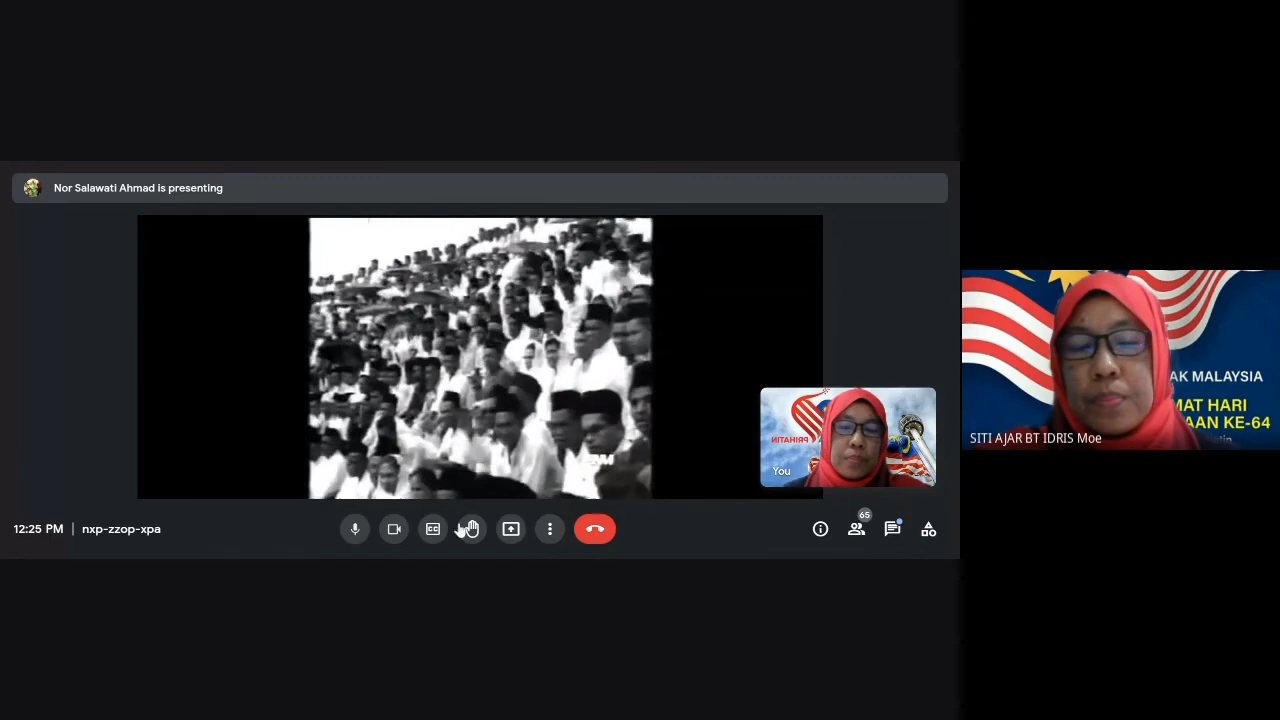 Nor Salawati Ahmad is presenting
PRIHATIN
You
AK MALAYSIA
MAT HARI
AAN KE-64
SITI AJAR BT IDRIS Moe
65
12:25 PM | nxp-zzop-xpa